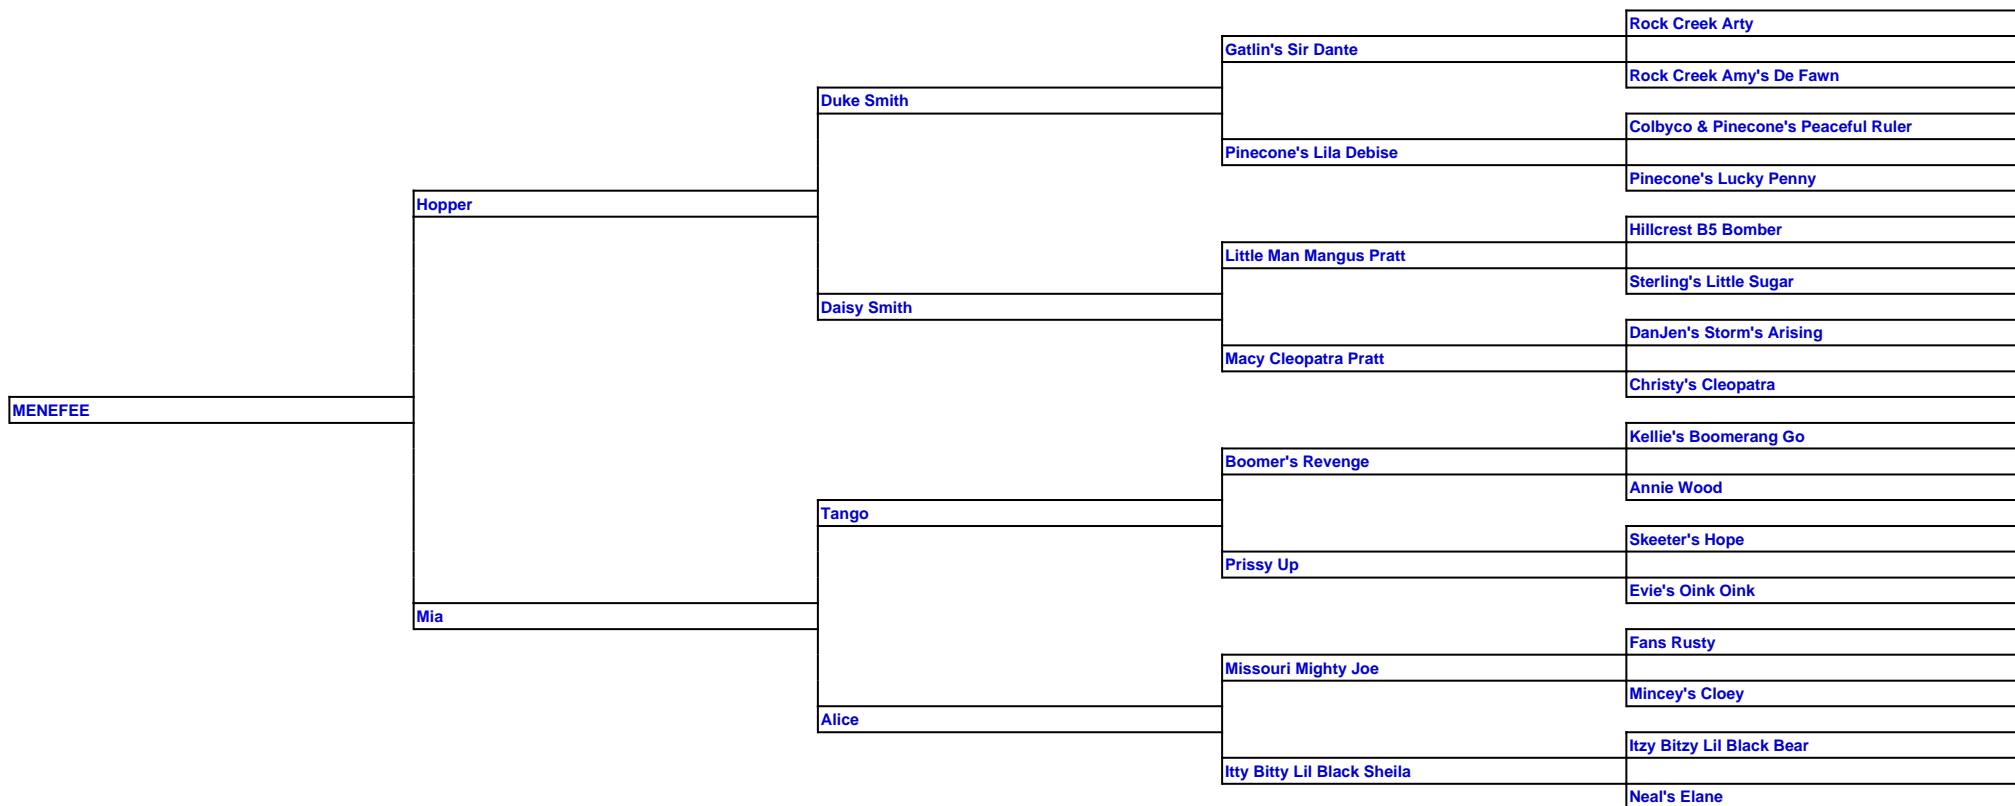 Rock Creek Arty
Gatlin's Sir Dante
Rock Creek Amy's De Fawn
Duke Smith
Colbyco & Pinecone's Peaceful Ruler
Pinecone's Lila Debise
Pinecone's Lucky Penny
Hopper
Hillcrest B5 Bomber
Little Man Mangus Pratt
Sterling's Little Sugar
Daisy Smith
DanJen's Storm's Arising
Macy Cleopatra Pratt
Christy's Cleopatra
MENEFEE
Kellie's Boomerang Go
Boomer's Revenge
Annie Wood
Tango
Skeeter's Hope
Prissy Up
Evie's Oink Oink
Mia
Fans Rusty
Missouri Mighty Joe
Mincey's Cloey
Alice
Itzy Bitzy Lil Black Bear
Itty Bitty Lil Black Sheila
Neal's Elane